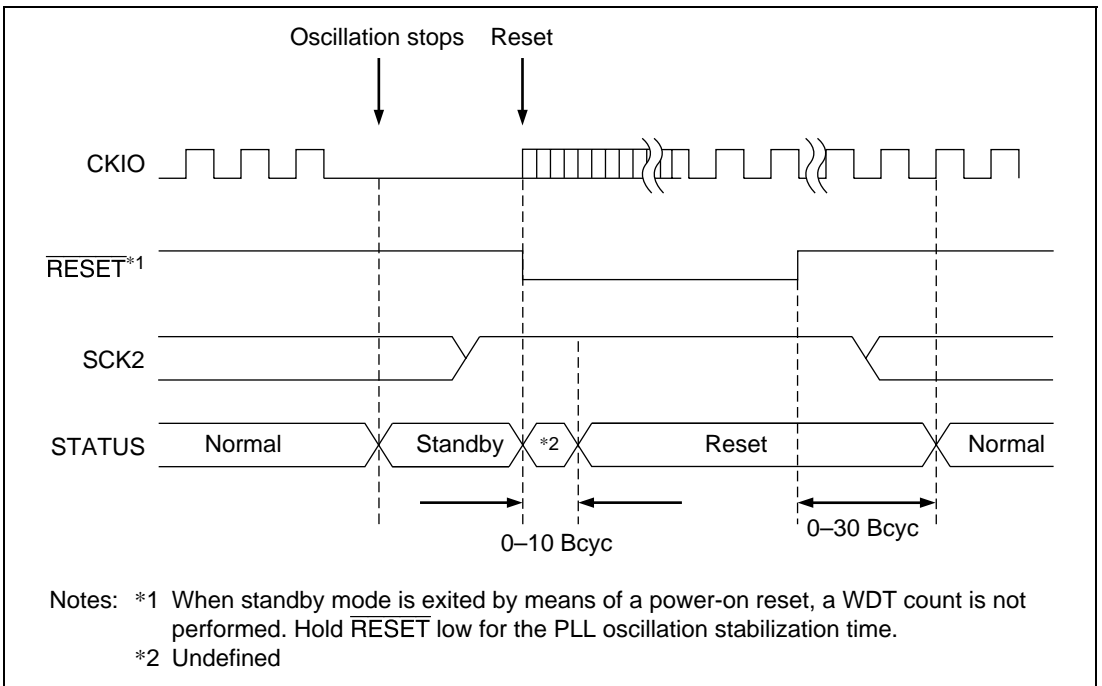 Oscillation stops Reset
CKIO
RESET*1
SCK2
STATUS Normal Standby *2 Reset Normal
0–10 Bcyc
0–30 Bcyc
Notes: *1 When standby mode is exited by means of a power-on reset, a WDT count is not
performed. Hold RESET low for the PLL oscillation stabilization time.
*2 Undefined